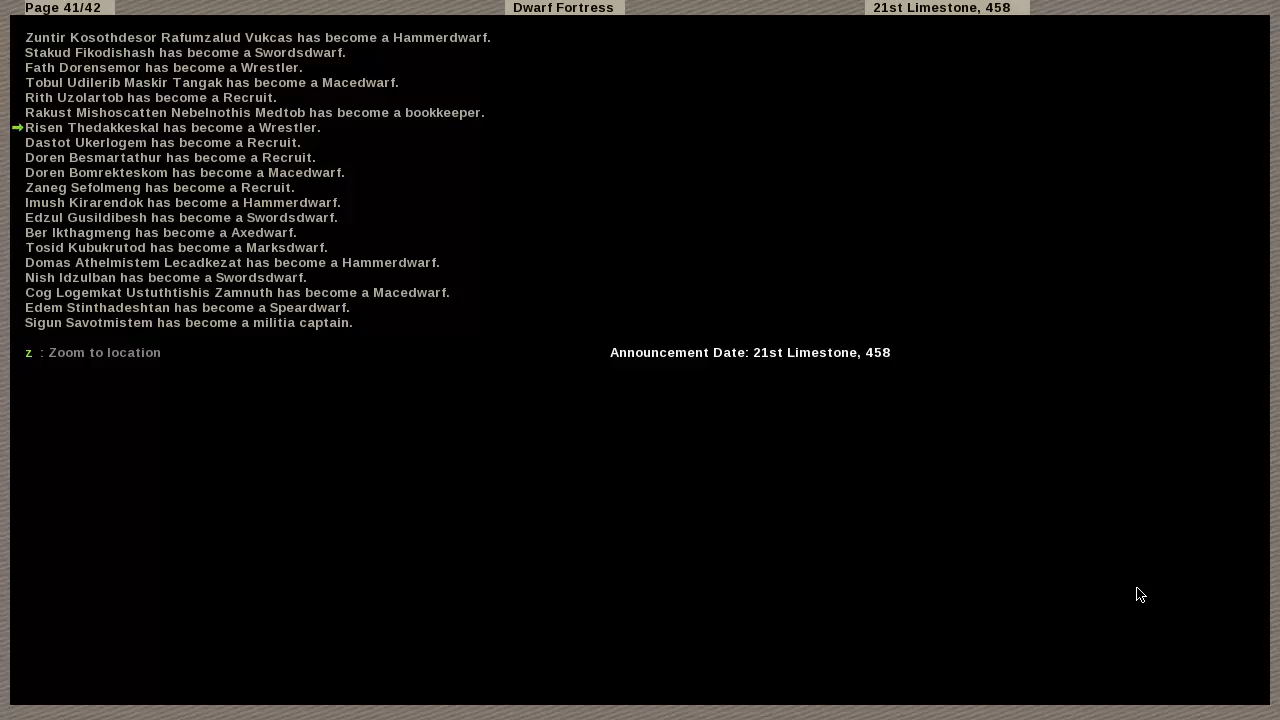 Page 41/42 Dwarf Fortress 21st Limestone, 458
Zuntir Kosothdesor Rafumzalud Vukcas has become a Hammerdwarf.
Stakud Fikodishash has become a Swordsdwarf.
Fath Dorensemor has become a Wrestler.
Tobul Udilerib Maskir Tangak has become a Macedwarf.
Rith Uzolartob has become a Recruit.
Rakust Mishoscatten Nebelnothis Medtob has become a bookkeeper.
Risen Thedakkeskal has become a Wrestler.
Dastot Ukerlogem has become a Recruit.
Doren Besmartathur has become a Recruit.
Doren Bomrekteskom has become a Macedwarf.
Zaneg Sefolmeng has become a Recruit.
Imush Kirarendok has become a Hammerdwarf.
Edzul Gusildibesh has become a Swordsdwarf.
Ber Ikthagmeng has become a Axedwarf.
Tosid Kubukrutod has become a Marksdwarf.
Domas Athelmistem Lecadkezat has become a Hammerdwarf.
Nish Idzulban has become a Swordsdwarf.
Cog Logemkat Ustuthtishis Zamnuth has become a Macedwarf.
Edem Stinthadeshtan has become a Speardwarf.
Sigun Savotmistem has become a militia captain.
z : Zoom to location Announcement Date: 21st Limestone, 458